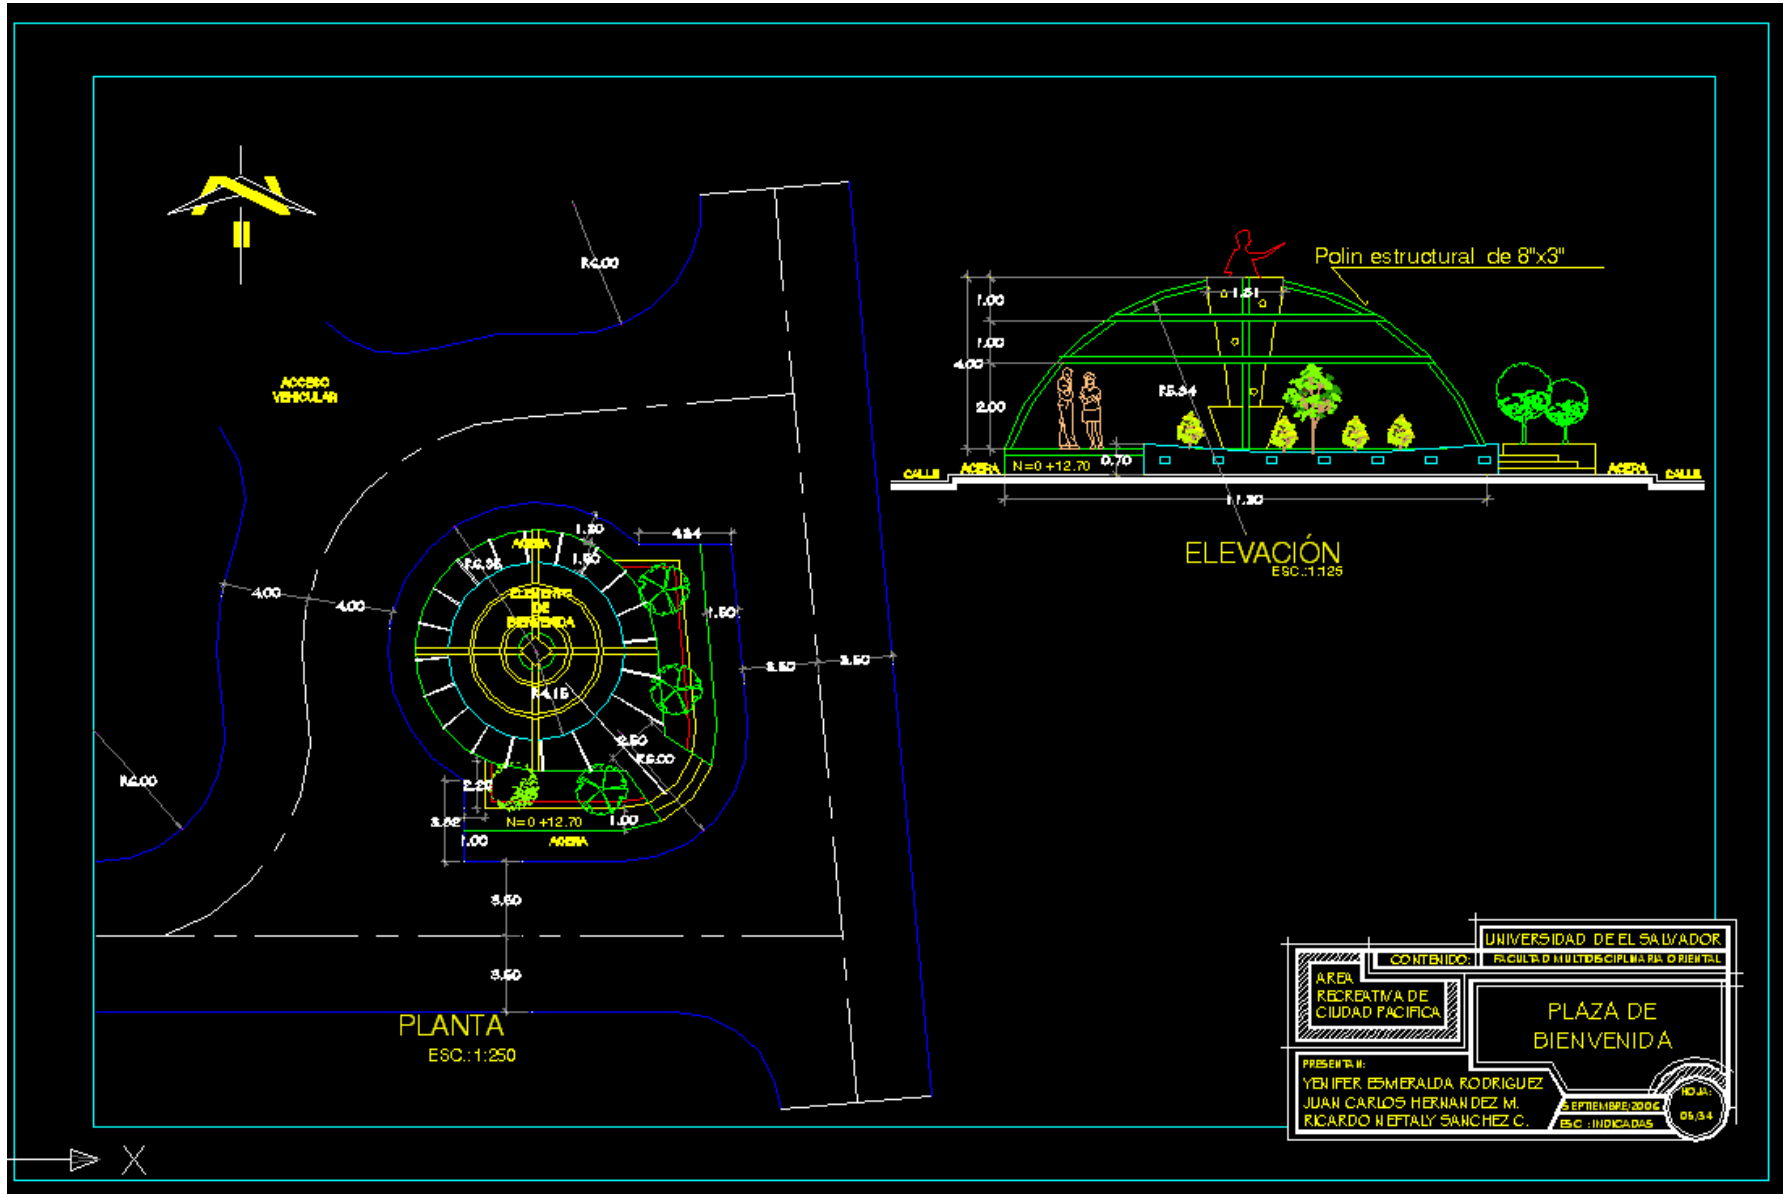 R4.00
ACCESO
VEHICULAR
4.00
4.00
ACERA
R6.35
1.20
1.50
4.24
ELEMENTO
DE
BIENVENIDA
1.50
R4.15
3.50
3.50
2.50
R5.00
R4.00
2.20
N=0+12.70
1.00
1.00
ACERA
3.50
3.50
PLANTA
ESC.:1:250
Polin estructural de 8"x3"
1.00
1.00
4.00
2.00
1.51
R5.34
0.70
N=0+12.70
CALLE
ACERA
ACERA
CALLE
11.20
ELEVACIÓN
ESC.:1:125
UNIVERSIDAD DE EL SALVADOR
FACULTAD MULTIDISCIPLINARIA ORIENTAL
CONTENIDO:
AREA
RECREATIVA DE
CIUDAD PACIFICA
PLAZA DE
BIENVENIDA
PRESENTAN:
YENIFER ESMERALDA RODRIGUEZ
JUAN CARLOS HERNANDEZ M.
RICARDO NEFTALY SANCHEZ C.
SEPTIEMBRE/2006
ESC : INDICADAS
HOJA:
05/34
X